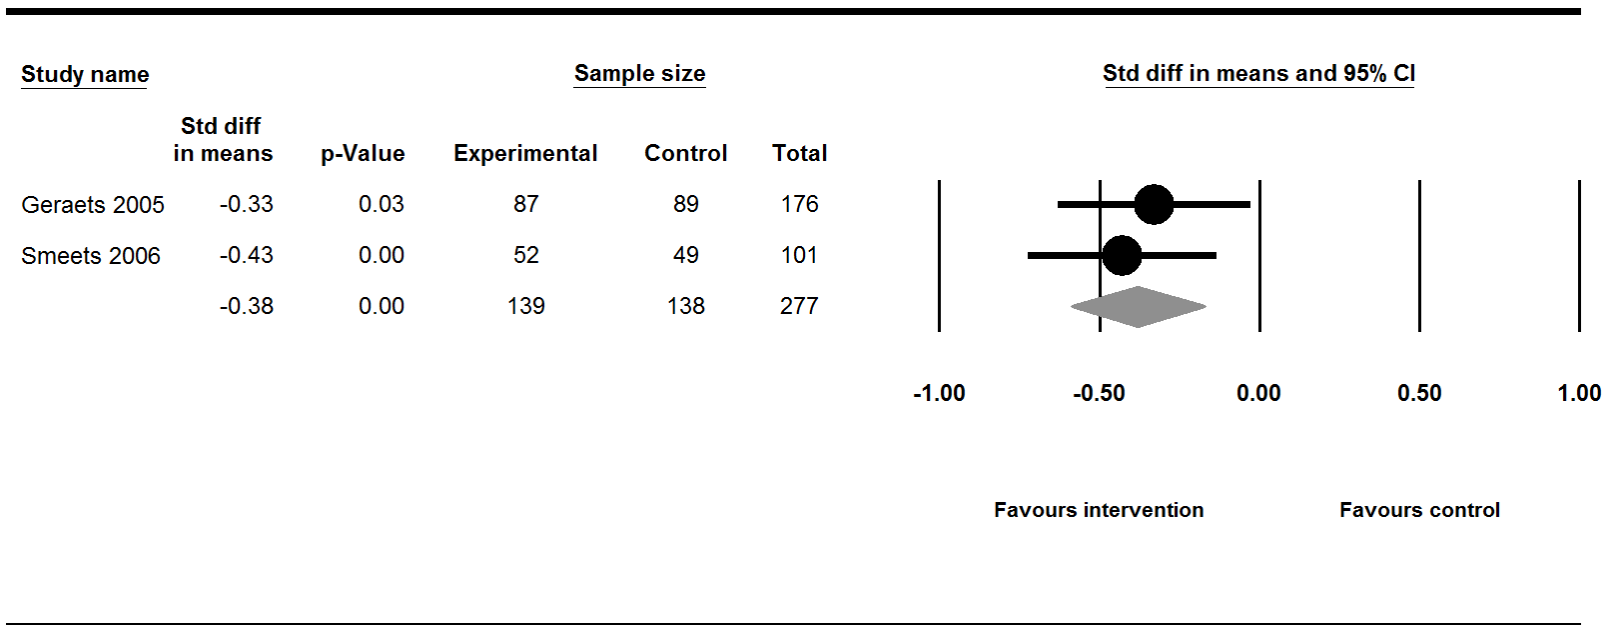 Study name Sample size Std diff in means and 95% CI
Std diff
in means p-Value Experimental Control Total
Geraets 2005 -0.33 0.03 87 89 176
Smeets 2006 -0.43 0.00 52 49 101
-0.38 0.00 139 138 277
-1.00 -0.50 0.00 0.50 1.00
Favours intervention Favours control